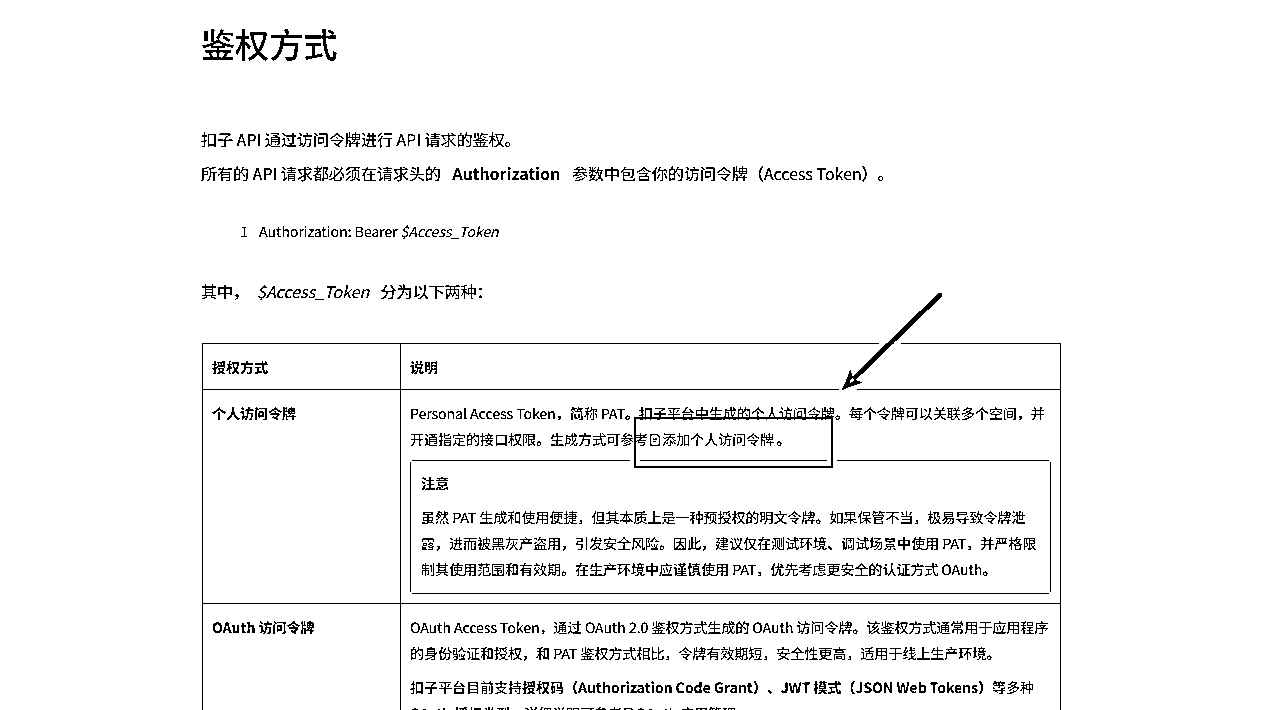 鉴权方式
扣子 API 通过访问令牌进行 API 请求的鉴权。
所有的 API 请求都必须在请求头的 Authorization 参数中包含你的访问令牌（Access Token）。
1 Authorization: Bearer $Access_Token
其中， $Access_Token 分为以下两种：
授权方式 说明
个人访问令牌 Personal Access Token，简称 PAT。扣子平台中生成的个人访问令牌。每个令牌可以关联多个空间，并
开通指定的接口权限。生成方式可参考添加个人访问令牌。
注意
虽然 PAT 生成和使用便捷，但其本质上是一种预授权的明文令牌。如果保管不当，极易导致令牌泄
露，进而被黑灰产盗用，引发安全风险。因此，建议仅在测试环境、调试场景中使用 PAT，并严格限
制其使用范围和有效期。在生产环境中应谨慎使用 PAT，优先考虑更安全的认证方式 OAuth。
OAuth 访问令牌 OAuth Access Token，通过 OAuth 2.0 鉴权方式生成的 OAuth 访问令牌。该鉴权方式通常用于应用程序
的身份验证和授权，和 PAT 鉴权方式相比，令牌有效期短，安全性更高，适用于线上生产环境。
扣子平台目前支持授权码（Authorization Code Grant）、JWT 模式（JSON Web Tokens）等多种